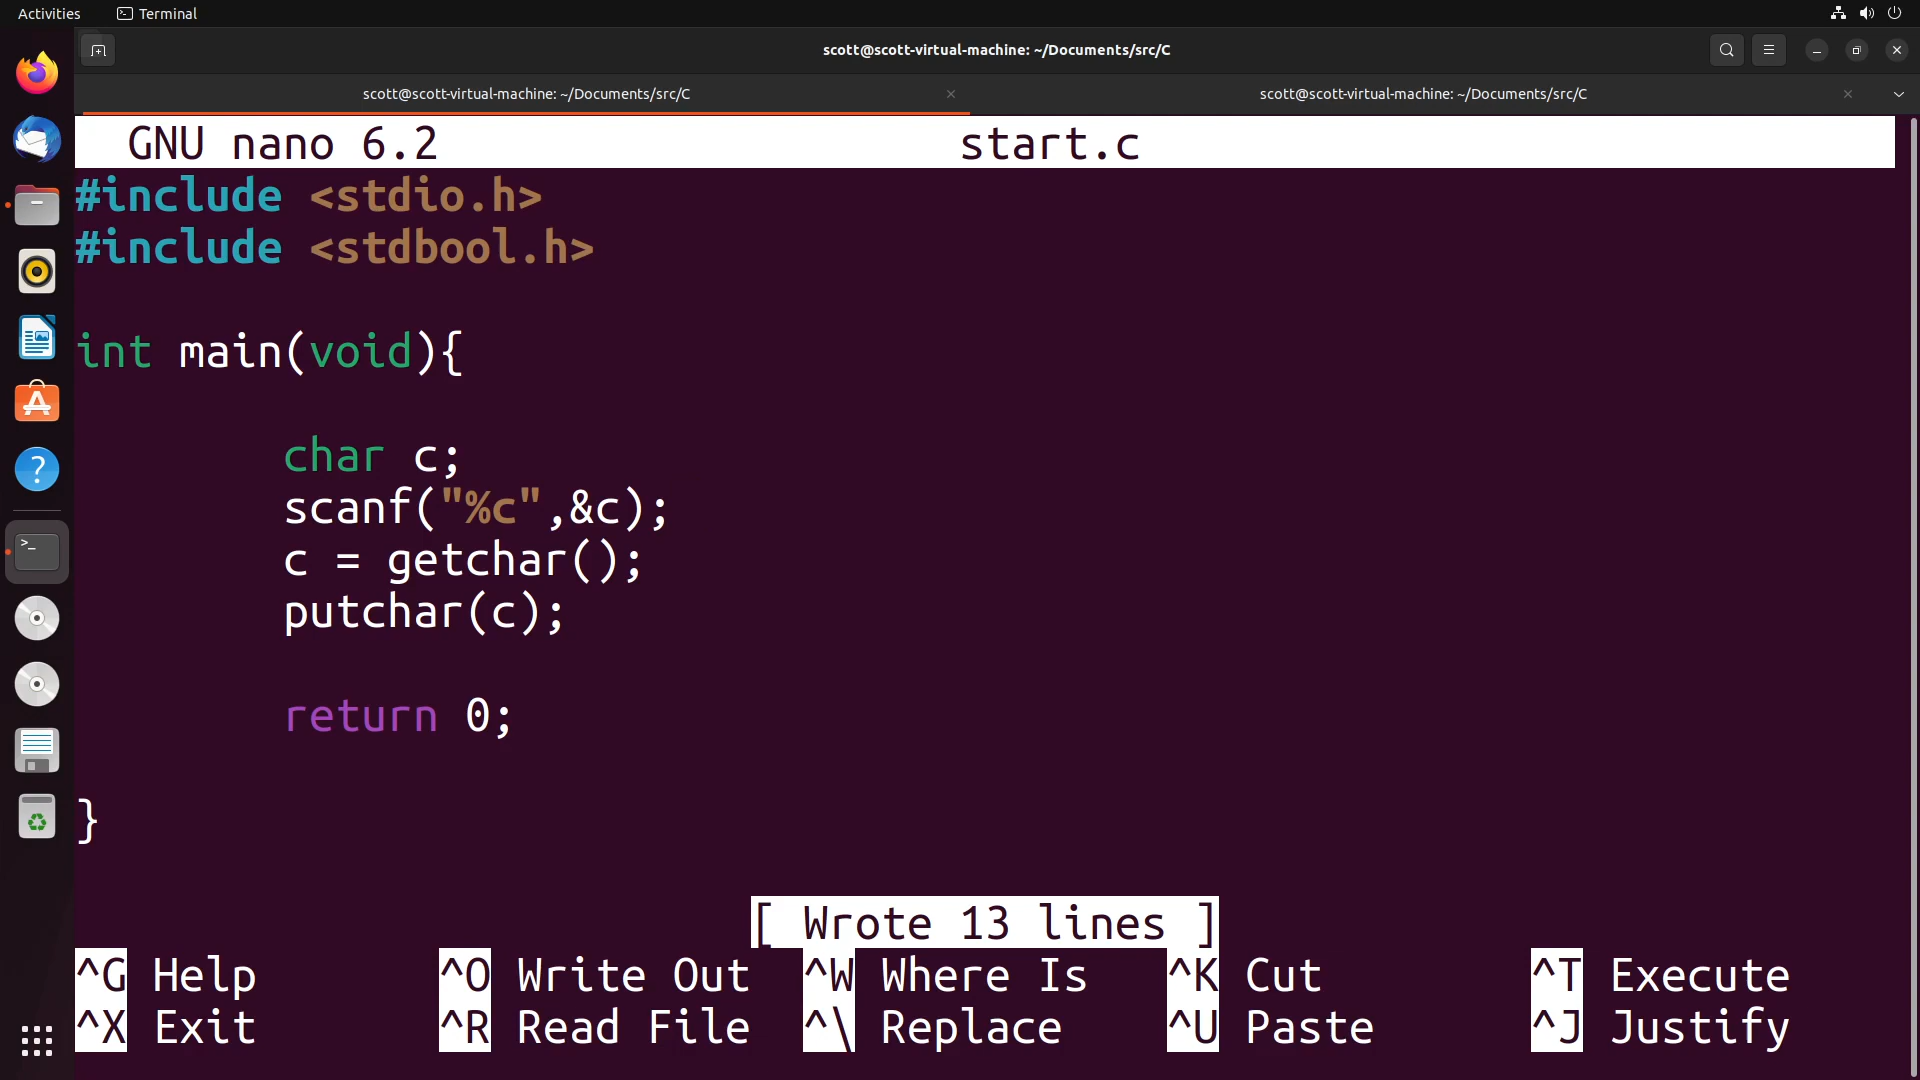 Activities
Terminal
scott@scott-virtual-machine: ~/Documents/src/C
scott@scott-virtual-machine: ~/Documents/src/C
scott@scott-virtual-machine: ~/Documents/src/C
GNU nano 6.2 start.c
#include <stdio.h>
#include <stdbool.h>
int main(void){
char c;
scanf("%c",&c);
c = getchar();
putchar(c);
return 0;
}
[ Wrote 13 lines ]
^G Help ^O Write Out ^W Where Is ^K Cut ^T Execute
^X Exit ^R Read File ^\ Replace ^U Paste ^J Justify